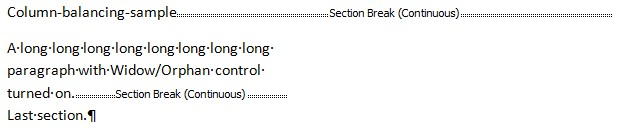 Column-balancing-sample Section Break (Continuous)
A·long·long·long·long·long·long·long·long·
paragraph·with·Widow/Orphan·control·
turned·on. Section Break (Continuous)
Last·section.¶